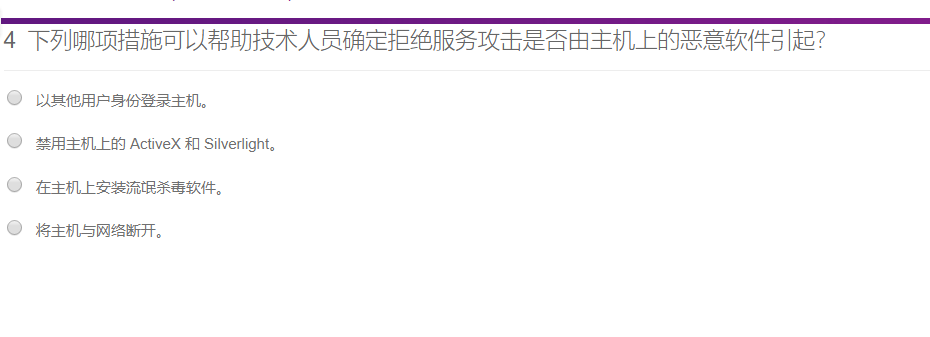 4 下列哪项措施可以帮助技术人员确定拒绝服务攻击是否由主机上的恶意软件引起?
以其他用户身份登录主机。
禁用主机上的 ActiveX 和 Silverlight。
在主机上安装流氓杀毒软件。
将主机与网络断开。